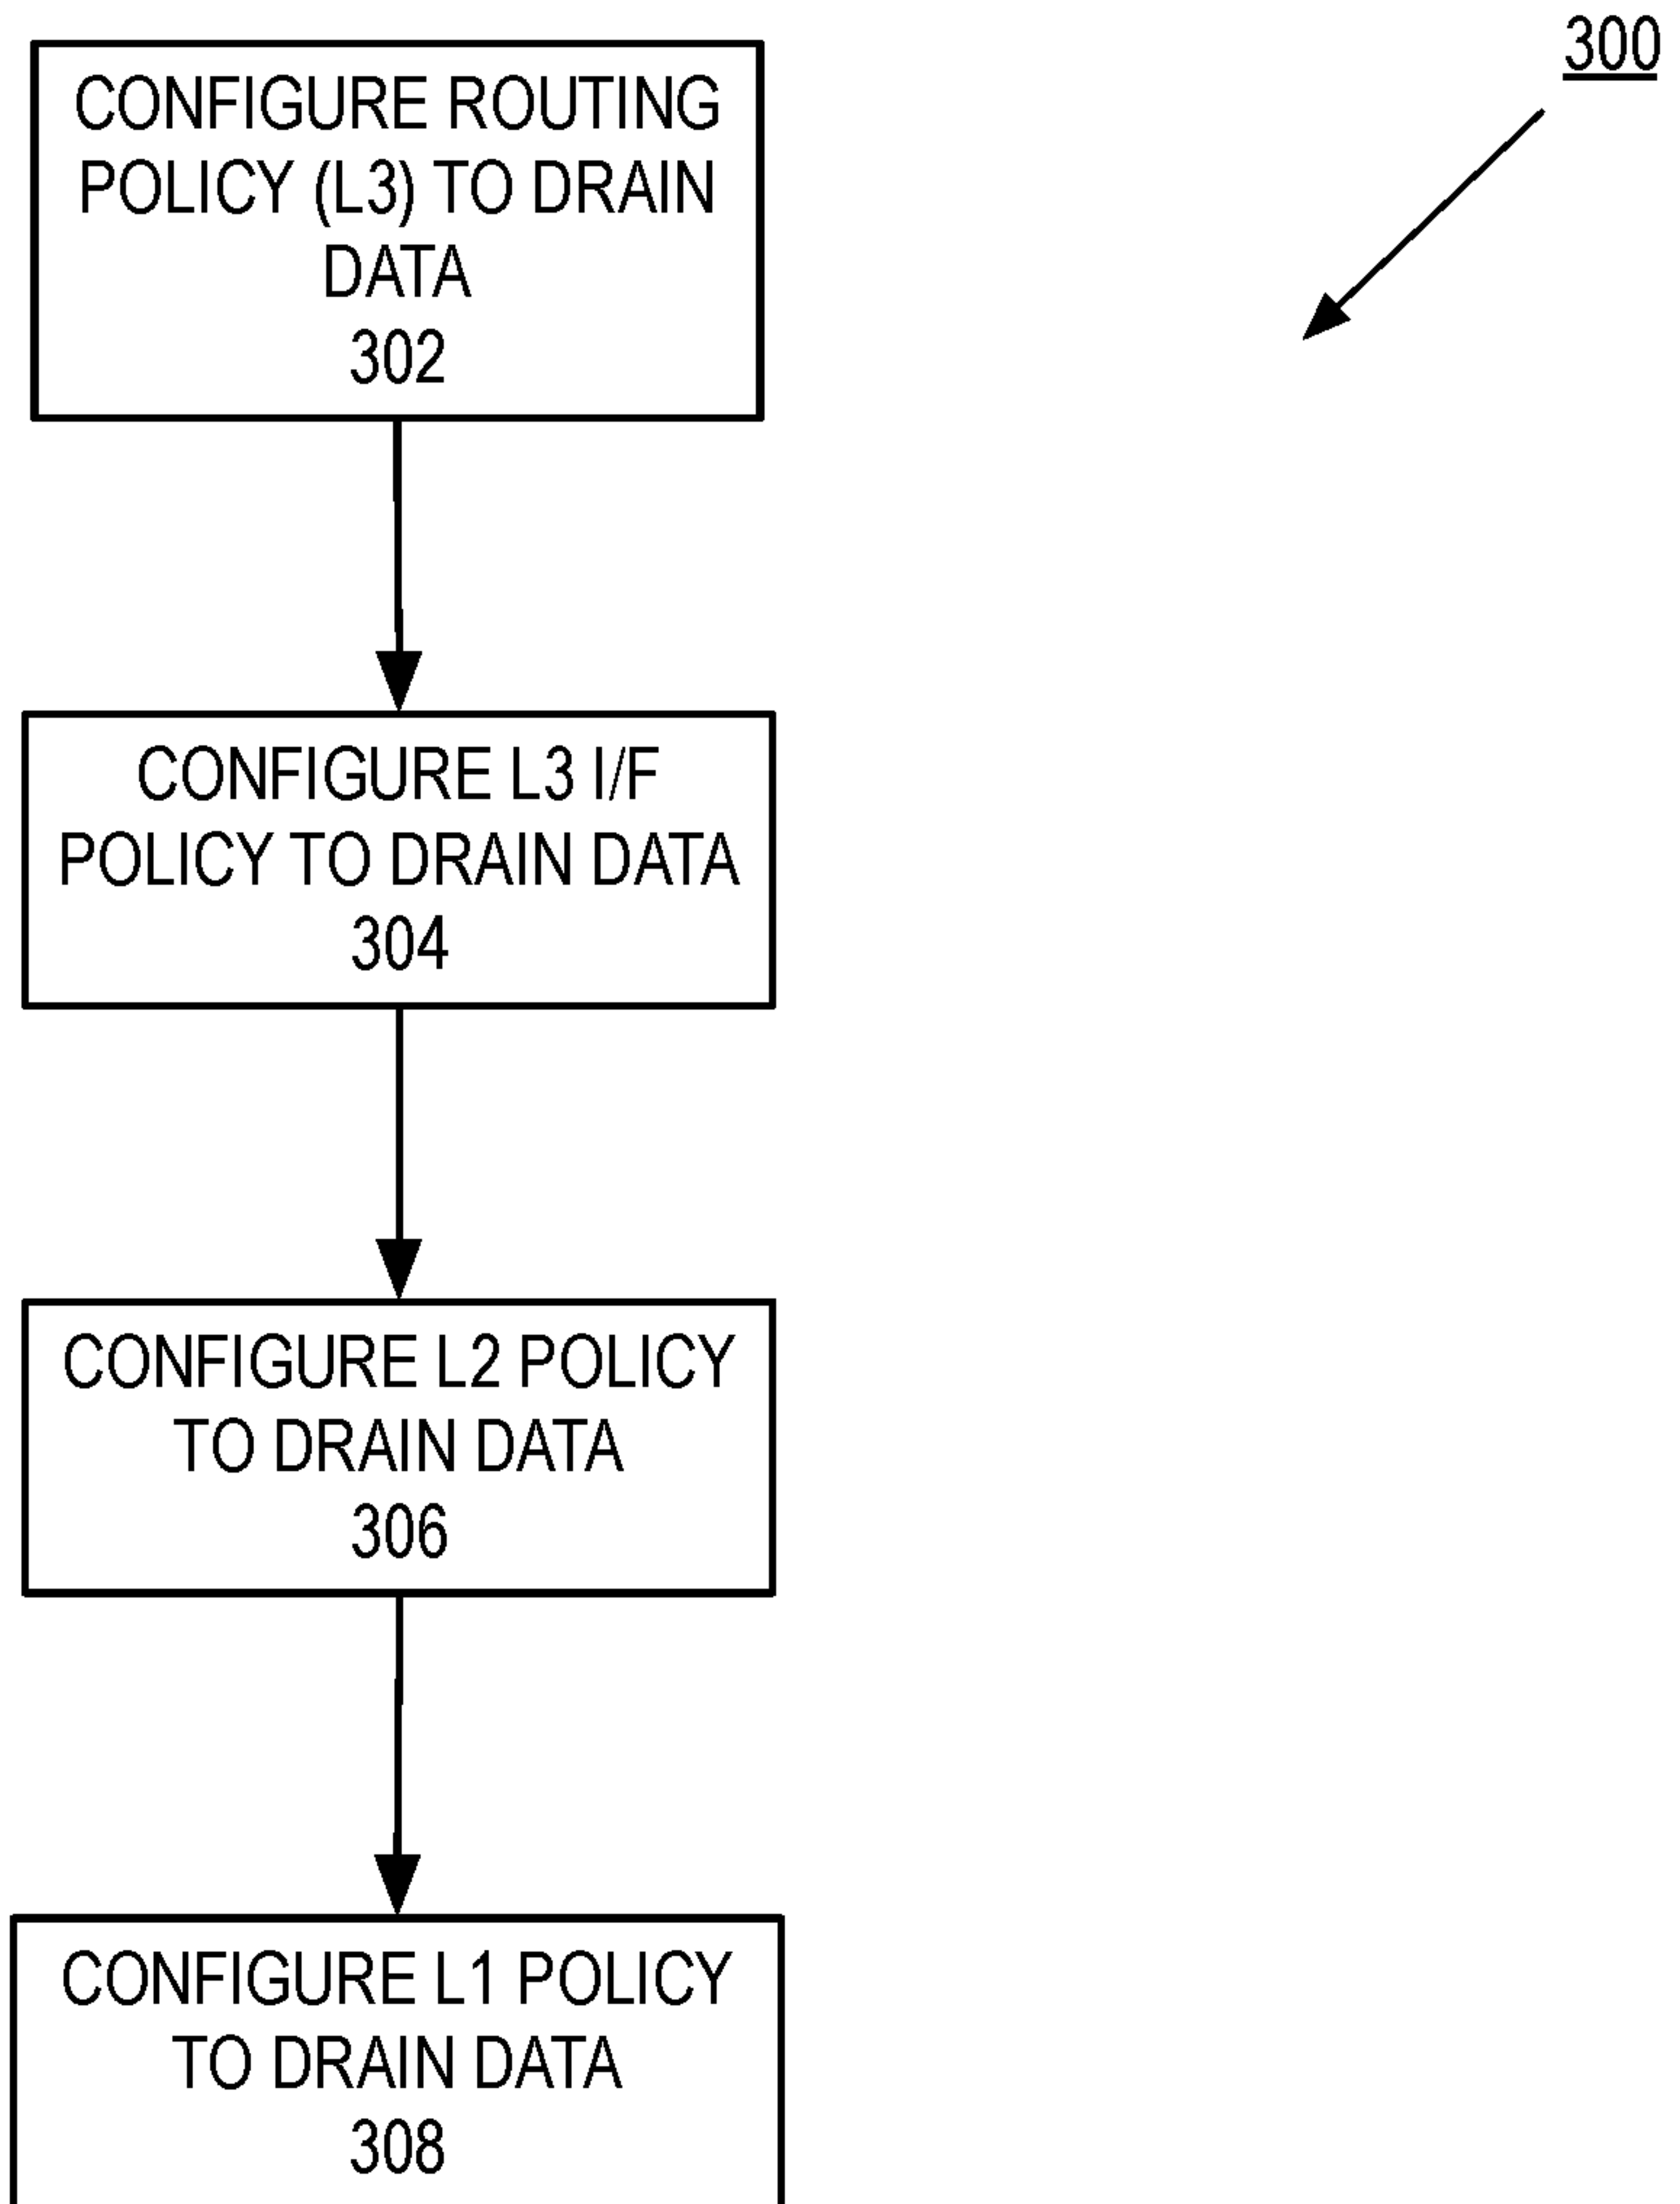 300
CONFIGURE ROUTING
POLICY (L3) TO DRAIN
DATA
302
CONFIGURE L3 I/F
POLICY TO DRAIN DATA
304
CONFIGURE L2 POLICY
TO DRAIN DATA
306
CONFIGURE L1 POLICY
TO DRAIN DATA
308